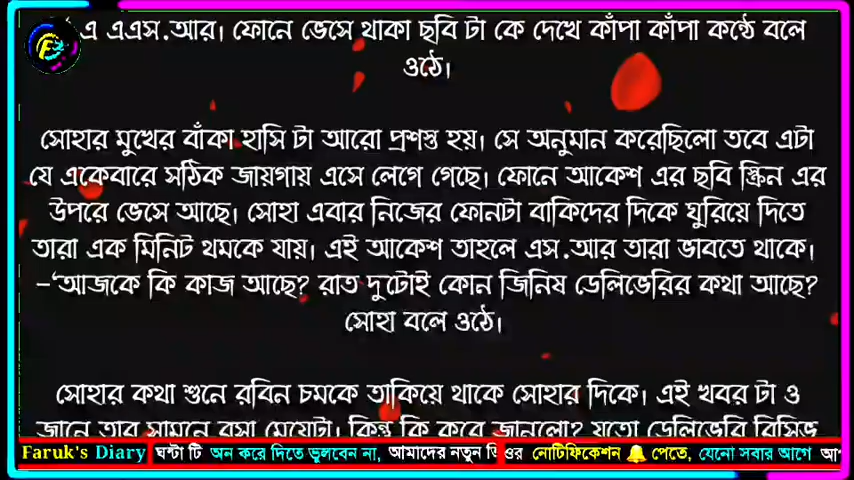 এ এএস.আর। ফোনে ভেসে থাকা ছবি টা কে দেখে কাঁপা কাঁপা কন্ঠে বলে
ওঠে।
সোহার মুখের বাঁকা হাসি টা আরো প্রশস্ত হয়। সে অনুমান করেছিলো তবে এটা
যে একেবারে সঠিক জায়গায় এসে লেগে গেছে। ফোনে আকেশ এর ছবি স্ক্রিন এর
উপরে ভেসে আছে। সোহা এবার নিজের ফোনটা বাকিদের দিকে ঘুরিয়ে দিতে
তারা এক মিনিট থমকে যায়। এই আকেশ তাহলে এস.আর তারা ভাবতে থাকে।
-‘আজকে কি কাজ আছে? রাত দুটোই কোন জিনিষ ডেলিভেরির কথা আছে?
সোহা বলে ওঠে।
সোহার কথা শুনে রবিন চমকে তাকিয়ে থাকে সোহার দিকে। এই খবর টা ও
জানে তার সামনে বসা মেয়েটা। কিন্তু কি করে জানলো? যতো ডেলিভেরি রিসিভ
Faruk's Diary ঘন্টা টি অন করে দিতে ভুলবেন না, আমাদের নতুন ওর নোটিফিকেশন 🔔 পেতে, যেনো সবার আগে